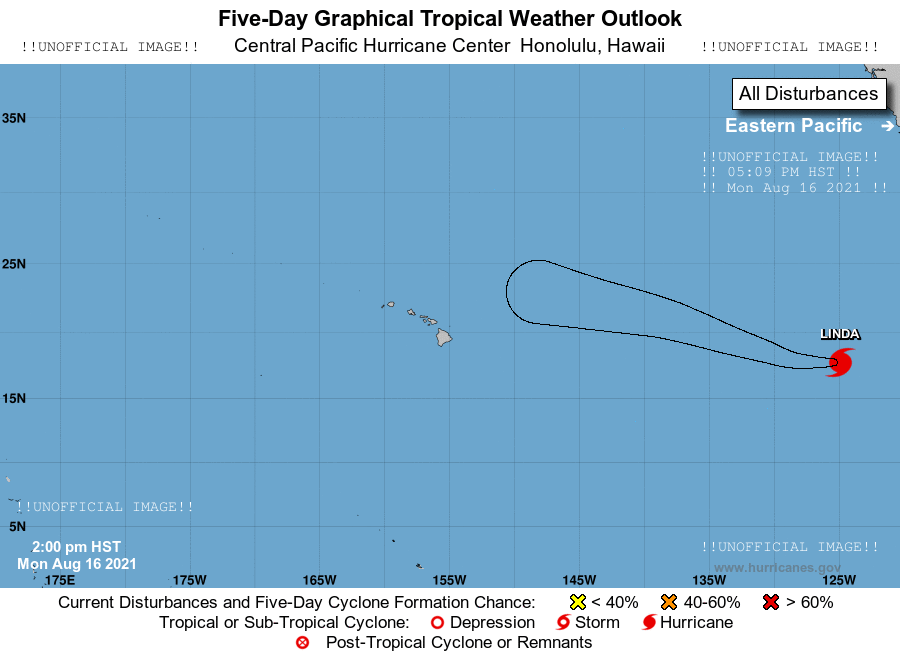 Five-Day Graphical Tropical Weather Outlook
!!UNOFFICIAL IMAGE!! Central Pacific Hurricane Center Honolulu, Hawaii !!UNOFFICIAL IMAGE!!
All Disturbances
35N
Eastern Pacific →
!!UNOFFICIAL IMAGE!!
!! 05:09 PM HST !!
!! Mon Aug 16 2021 !!
25N
LINDA
15N
!!UNOFFICIAL IMAGE!!
5N
2:00 pm HST
Mon Aug 16 2021
!!UNOFFICIAL IMAGE!!
www.hurricanes.gov
175E 175W 165W 155W 145W 135W 125W
Current Disturbances and Five-Day Cyclone Formation Chance: < 40% 40-60% > 60%
Tropical or Sub-Tropical Cyclone: Depression Storm Hurricane
Post-Tropical Cyclone or Remnants